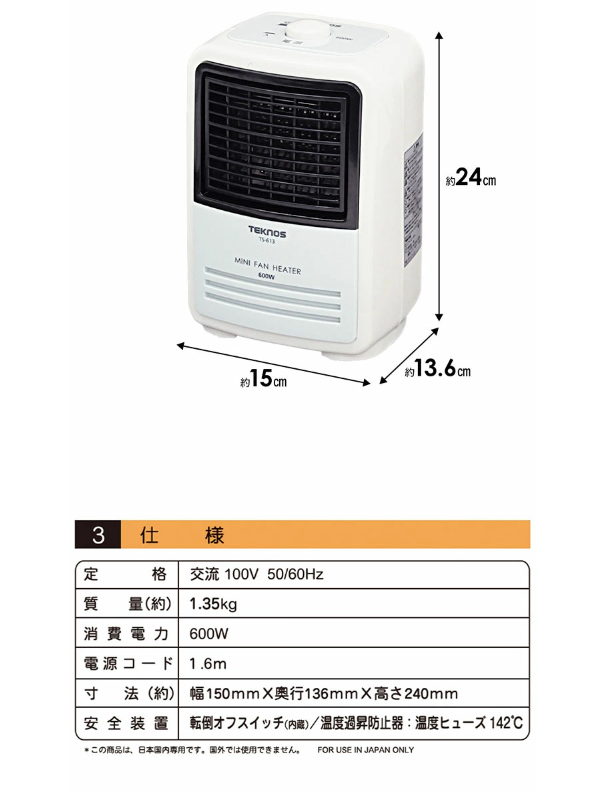 約24cm
TEKNOS
TS-613
MINI FAN HEATER
600W
約13.6cm
約15cm
3 仕 様
定 格 交流 100V 50/60Hz
質 量(約) 1.35kg
消費電力 600W
電源コード 1.6m
寸 法(約) 幅150mm×奥行136mm×高さ240mm
安全装置 転倒オフスイッチ(内蔵)/温度過昇防止器:温度ヒューズ 142℃
*この商品は、日本国内専用です。国外では使用できません。 FOR USE IN JAPAN ONLY